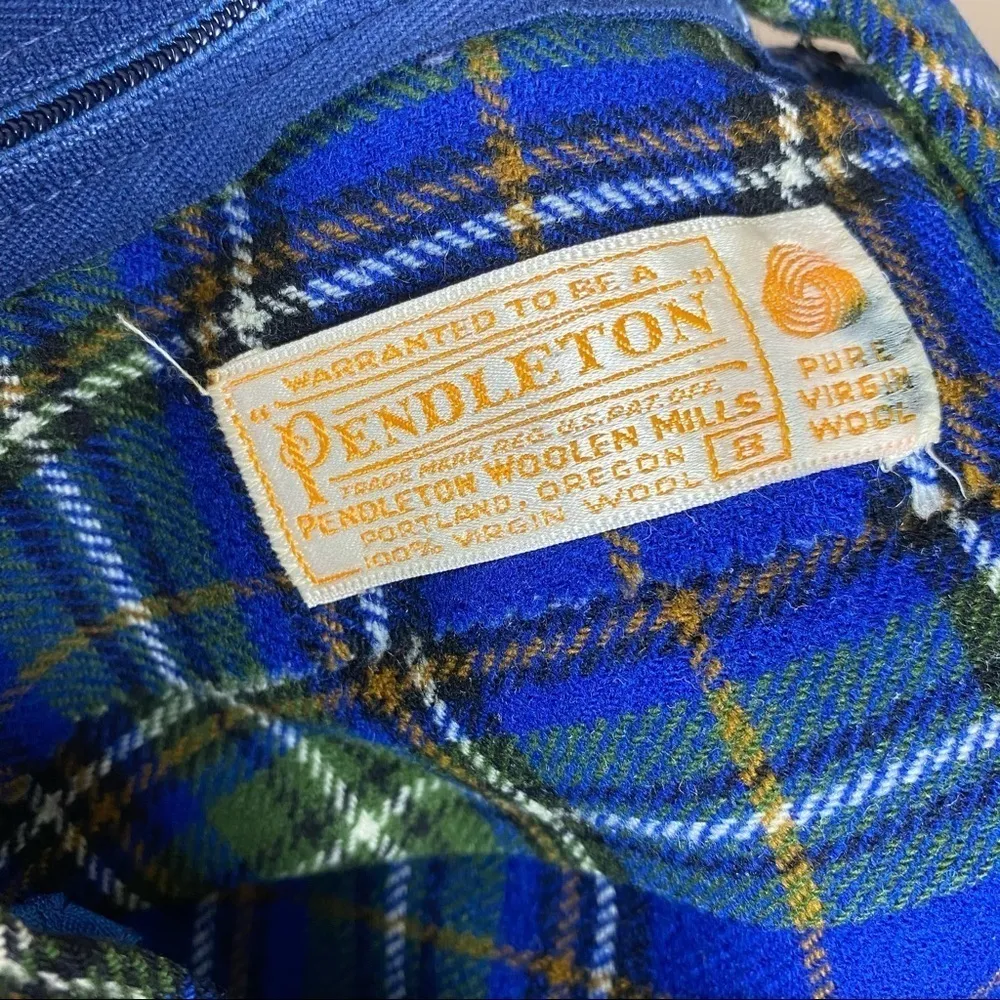 "WARRANTED TO BE A
PENDLETON"
TRADE MARK REG. U.S. PAT. OFF.
PENDLETON WOOLEN MILLS
PORTLAND, OREGON
100% VIRGIN WOOL
8
PURE
VIRGIN
WOOL